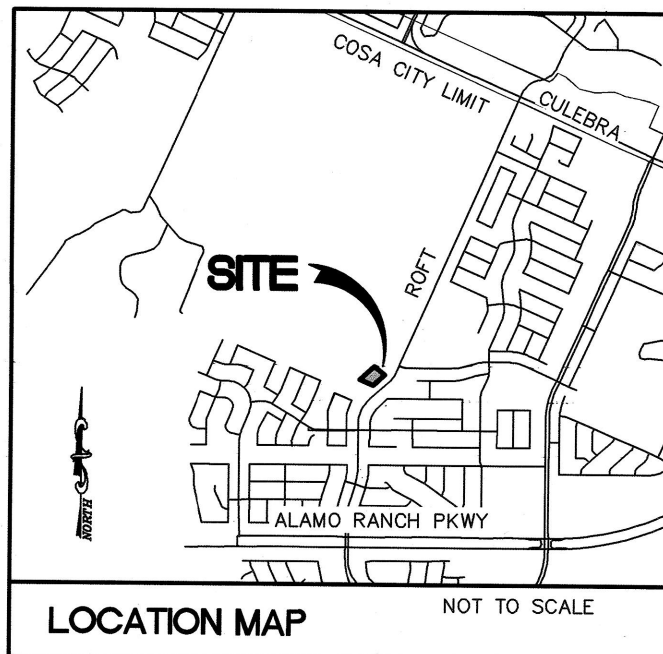 COSA CITY LIMIT
CULEBRA
ROFT
SITE
NORTH
ALAMO RANCH PKWY
LOCATION MAP
NOT TO SCALE